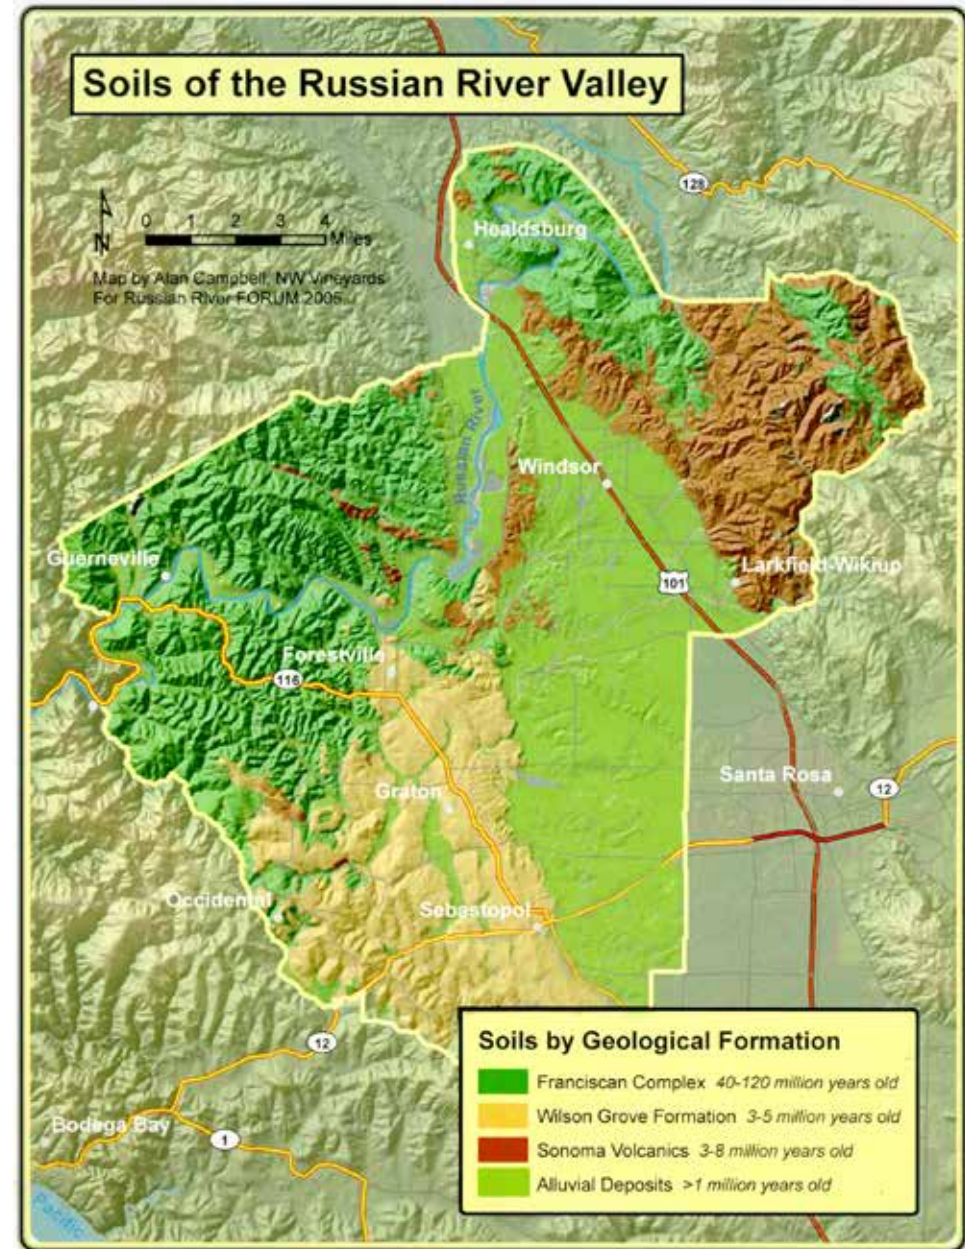 Soils of the Russian River Valley
128
0 1 2 3 4
Miles
N
Healdsburg
Map by Alan Campbell, NW Vineyards
For Russian River FORUM 2005
Russian River
Windsor
Guerneville
Larkfield-Wikiup
101
Forestville
116
Santa Rosa
12
Graton
Occidental
Sebastopol
12
Bodega Bay
1
Pacific
Soils by Geological Formation
Franciscan Complex 40-120 million years old
Wilson Grove Formation 3-5 million years old
Sonoma Volcanics 3-8 million years old
Alluvial Deposits >1 million years old